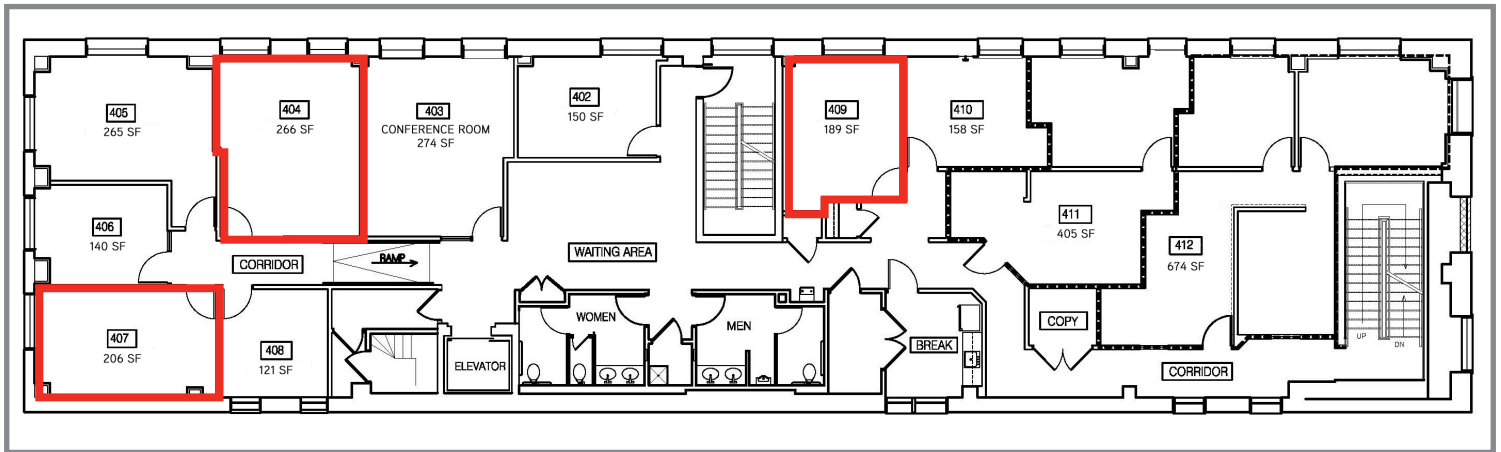 405
265 SF
404
266 SF
403
CONFERENCE ROOM
274 SF
402
150 SF
409
189 SF
410
158 SF
406
140 SF
411
405 SF
412
674 SF
CORRIDOR
RAMP
WAITING AREA
407
206 SF
408
121 SF
ELEVATOR
WOMEN
MEN
BREAK
COPY
CORRIDOR
UP
DN